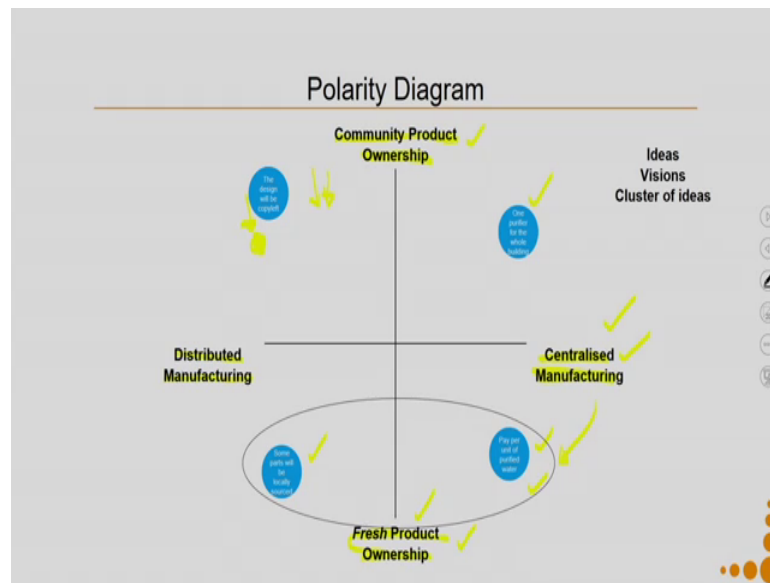 Polarity Diagram
Community Product
Ownership
Ideas
Visions
Cluster of ideas
The
design
will be
copyleft
One
purifier
for the
whole
building
Distributed
Manufacturing
Centralised
Manufacturing
Some
parts will
be
locally
sourced
Pay per
unit of
purified
water
Fresh Product
Ownership